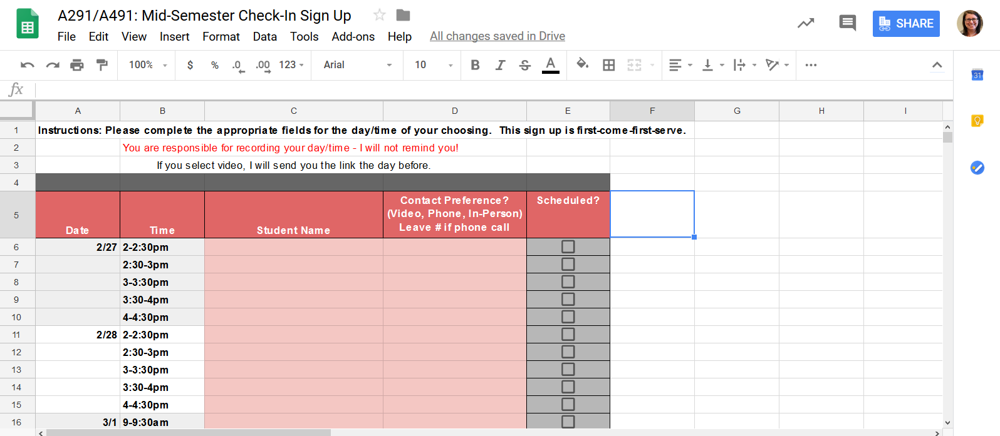 A291/A491: Mid-Semester Check-In Sign Up
File Edit View Insert Format Data Tools Add-ons Help All changes saved in Drive
SHARE
100% $ % .0 .00 123 Arial 10 B I S A
31
fx
A B C D E F G H I
1 Instructions: Please complete the appropriate fields for the day/time of your choosing. This sign up is first-come-first-serve.
2 You are responsible for recording your day/time - I will not remind you!
3 If you select video, I will send you the link the day before.
4
5 Date Time Student Name Contact Preference? Scheduled?
(Video, Phone, In-Person)
Leave # if phone call
6 2/27 2-2:30pm
7 2:30-3pm
8 3-3:30pm
9 3:30-4pm
10 4-4:30pm
11 2/28 2-2:30pm
12 2:30-3pm
13 3-3:30pm
14 3:30-4pm
15 4-4:30pm
16 3/1 9-9:30am